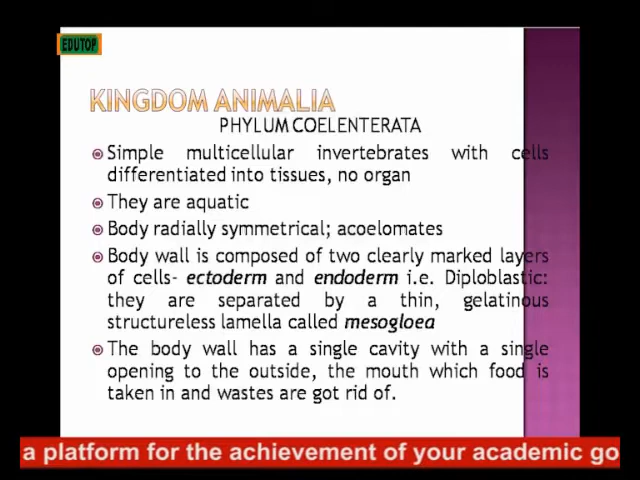 EDUTOP
KINGDOM ANIMALIA
PHYLUM COELENTERATA
Simple multicellular invertebrates with cells
differentiated into tissues, no organ
They are aquatic
Body radially symmetrical; acoelomates
Body wall is composed of two clearly marked layers
of cells- ectoderm and endoderm i.e. Diploblastic:
they are separated by a thin, gelatinous
structureless lamella called mesogloea
The body wall has a single cavity with a single
opening to the outside, the mouth which food is
taken in and wastes are got rid of.
a platform for the achievement of your academic go